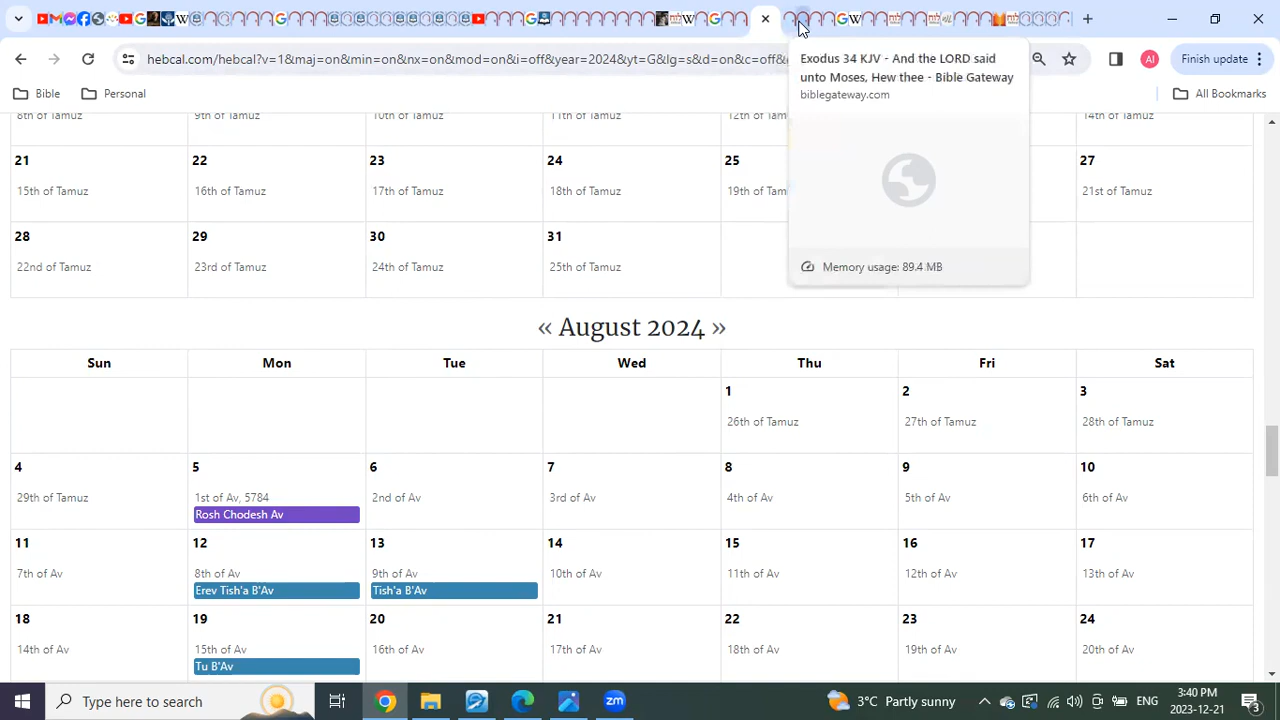 hebcal.com/hebcal?v=1&maj=on&min=on&nx=on&mod=on&i=off&year=2024&yt=G&lg=s&d=on&c=off&
Finish update
Bible
Personal
All Bookmarks
Exodus 34 KJV - And the LORD said
unto Moses, Hew thee - Bible Gateway
biblegateway.com
Memory usage: 89.4 MB
8th of Tamuz 9th of Tamuz 10th of Tamuz 11th of Tamuz 12th of 14th of Tamuz
21 22 23 24 25 27
15th of Tamuz 16th of Tamuz 17th of Tamuz 18th of Tamuz 19th of 21st of Tamuz
28 29 30 31
22nd of Tamuz 23rd of Tamuz 24th of Tamuz 25th of Tamuz
« August 2024 »
Sun Mon Tue Wed Thu Fri Sat
1 2 3
26th of Tamuz 27th of Tamuz 28th of Tamuz
4 5 6 7 8 9 10
29th of Tamuz 1st of Av, 5784 2nd of Av 3rd of Av 4th of Av 5th of Av 6th of Av
Rosh Chodesh Av
11 12 13 14 15 16 17
7th of Av 8th of Av 9th of Av 10th of Av 11th of Av 12th of Av 13th of Av
Erev Tish'a B'Av Tish'a B'Av
18 19 20 21 22 23 24
14th of Av 15th of Av 16th of Av 17th of Av 18th of Av 19th of Av 20th of Av
Tu B'Av
Type here to search
3°C Partly sunny
ENG
3:40 PM
2023-12-21